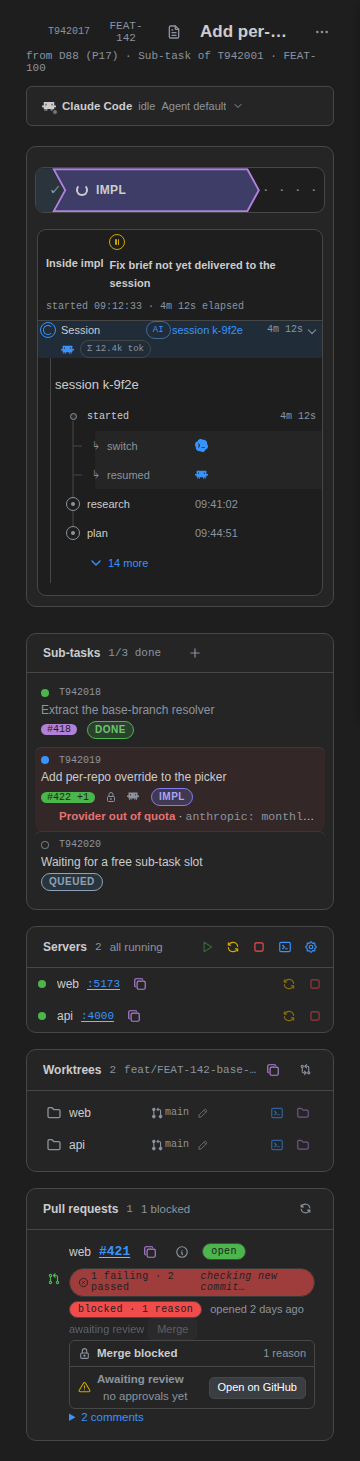 T942017 FEAT-142 Add per-…
from D88 (P17) · Sub-task of T942001 · FEAT-100
Claude Code idle Agent default
✓ IMPL · · · ·
Inside impl Fix brief not yet delivered to the session
started 09:12:33 · 4m 12s elapsed
Session AI session k-9f2e 4m 12s
Σ 12.4k tok
session k-9f2e
started 4m 12s
↳ switch
↳ resumed
research 09:41:02
plan 09:44:51
14 more
Sub-tasks 1/3 done +
T942018
Extract the base-branch resolver
#418 DONE
T942019
Add per-repo override to the picker
#422 +1 IMPL
Provider out of quota · anthropic: monthl…
T942020
Waiting for a free sub-task slot
QUEUED
Servers 2 all running
web :5173
api :4000
Worktrees 2 feat/FEAT-142-base-…
web main
api main
Pull requests 1 1 blocked
web #421 open
1 failing · 2 passed checking new commit…
blocked · 1 reason opened 2 days ago
awaiting review Merge
Merge blocked 1 reason
Awaiting review
no approvals yet Open on GitHub
2 comments